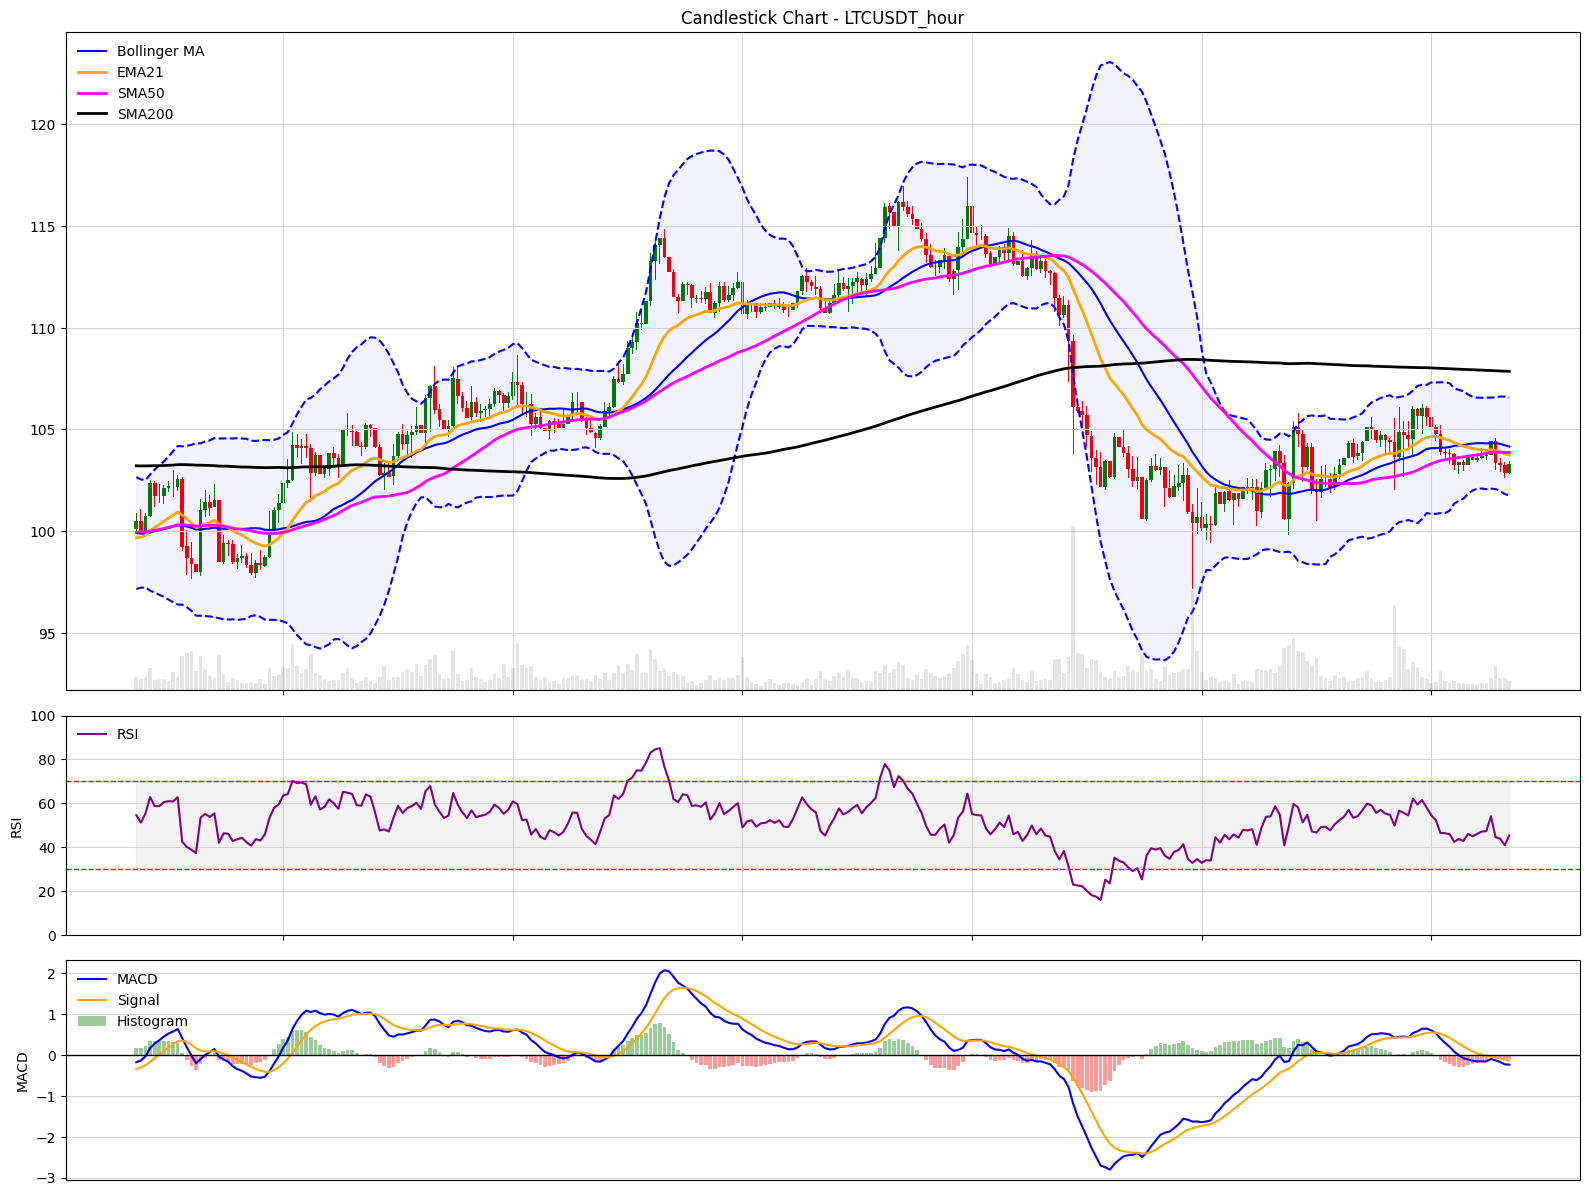 Candlestick Chart - LTCUSDT_hour
Bollinger MA
EMA21
SMA50
SMA200
120
115
110
105
100
95
RSI
100
80
60
40
20
0
RSI
MACD
Signal
Histogram
2
1
0
−1
−2
−3
MACD